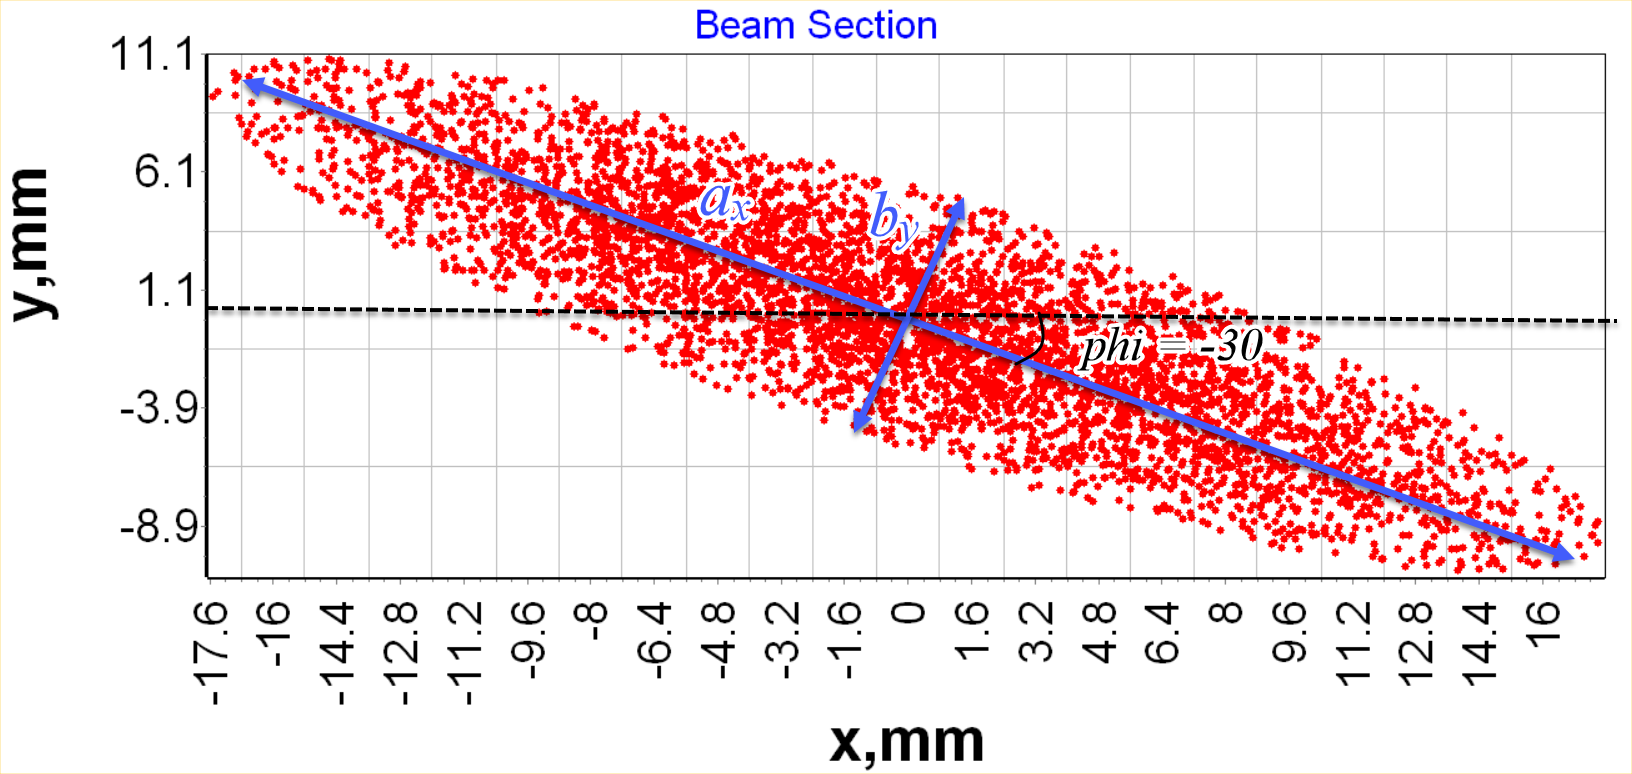 Beam Section
11.1
6.1
1.1
-3.9
-8.9
y,mm
a_x
b_y
phi = -30
-17.6 -16 -14.4 -12.8 -11.2 -9.6 -8 -6.4 -4.8 -3.2 -1.6 0 1.6 3.2 4.8 6.4 8 9.6 11.2 12.8 14.4 16
x,mm